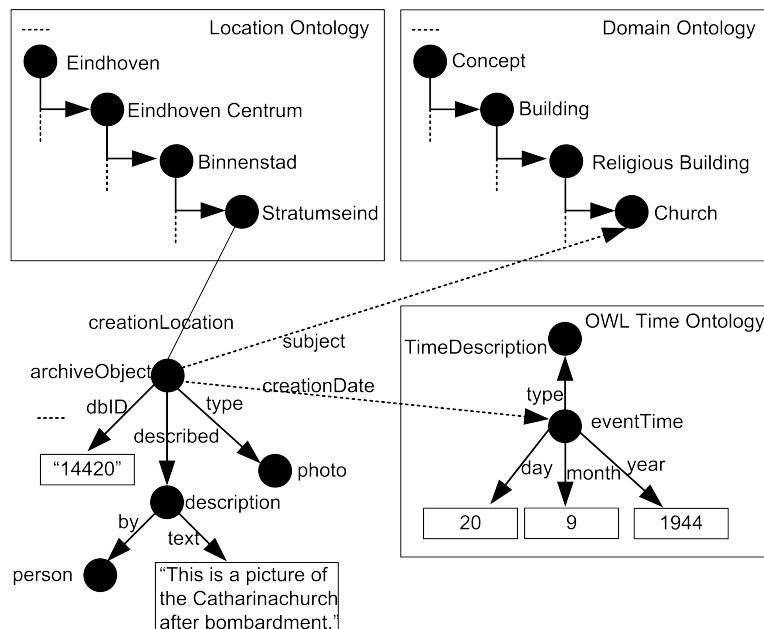 Location Ontology
Eindhoven
Eindhoven Centrum
Binnenstad
Stratumseind
Domain Ontology
Concept
Building
Religious Building
Church
creationLocation
subject
archiveObject
creationDate
dbID
type
described
"14420"
photo
description
by
text
person
“This is a picture of
the Catharinachurch
after bombardment.”
OWL Time Ontology
TimeDescription
type
eventTime
day
month
year
20
9
1944